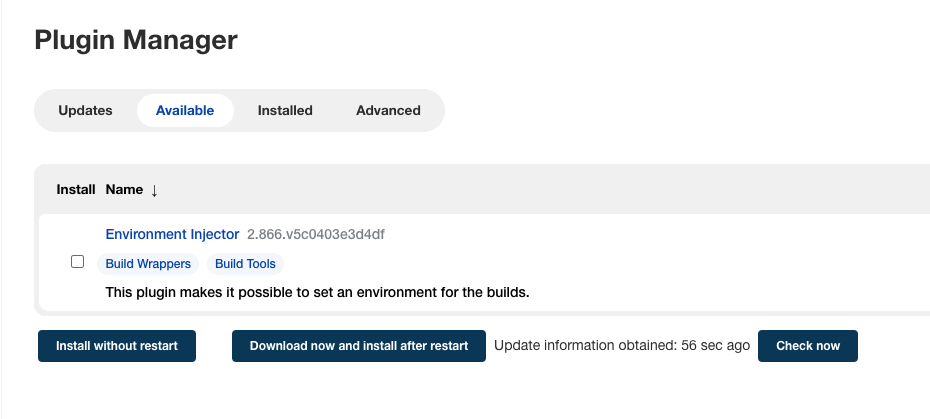 Plugin Manager
Updates Available Installed Advanced
Install Name ↓
Environment Injector 2.866.v5c0403e3d4df
Build Wrappers Build Tools
This plugin makes it possible to set an environment for the builds.
Install without restart Download now and install after restart Update information obtained: 56 sec ago Check now